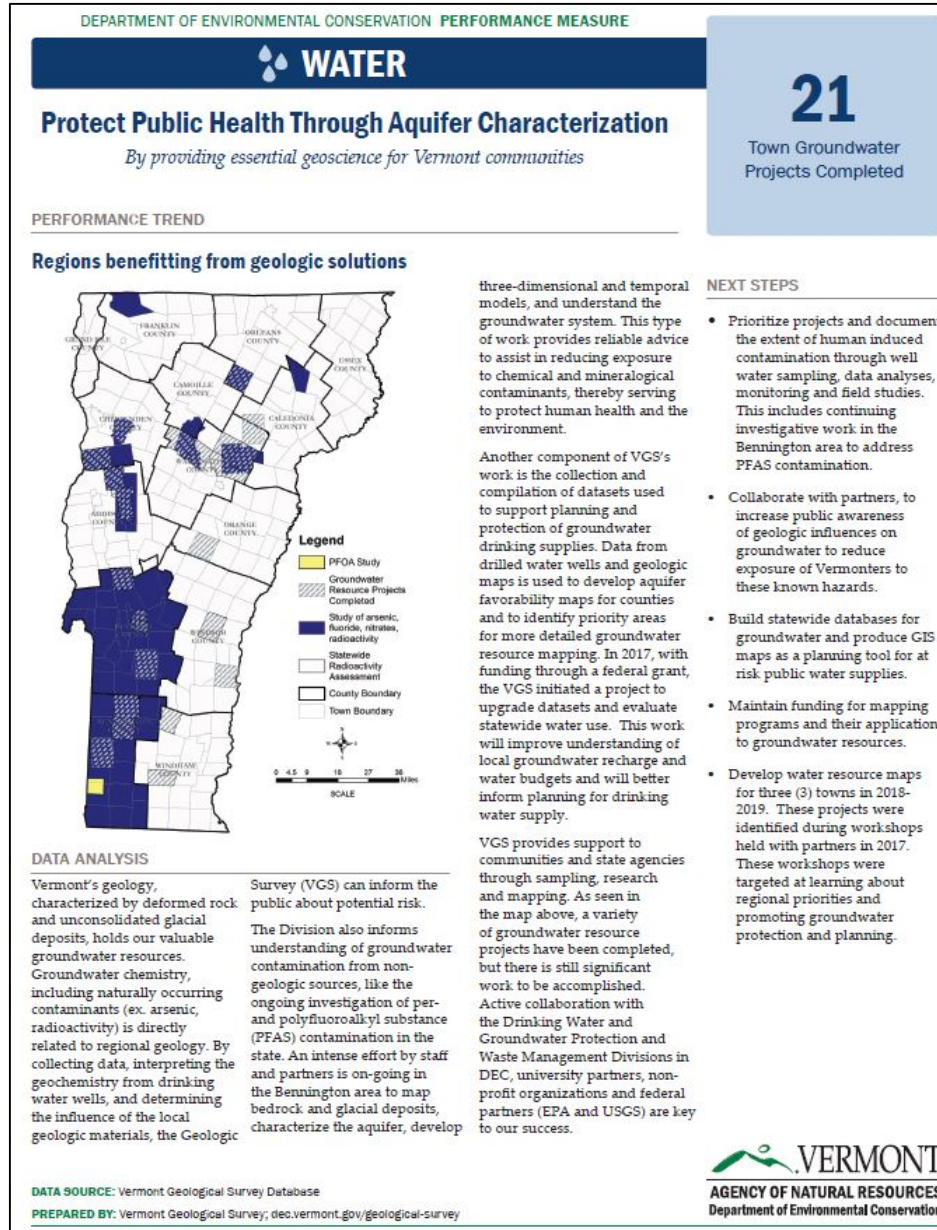 DEPARTMENT OF ENVIRONMENTAL CONSERVATION PERFORMANCE MEASURE
WATER
Protect Public Health Through Aquifer Characterization
By providing essential geoscience for Vermont communities
21
Town Groundwater
Projects Completed
PERFORMANCE TREND
Regions benefitting from geologic solutions
FRANKLIN
COUNTY
ORLEANS
COUNTY
ESSEX
COUNTY
CAMOILLE
COUNTY
CALEDONIA
COUNTY
ORANGE
COUNTY
WINDHAM
COUNTY
Legend
PFOA Study
Groundwater
Resource Projects
Completed
Study of arsenic,
fluoride, nitrates,
radioactivity
Statewide
Radioactivity
Assessment
County Boundary
Town Boundary
0 4.5 9 18 27 36
Miles
SCALE
DATA ANALYSIS
Vermont's geology,
characterized by deformed rock
and unconsolidated glacial
deposits, holds our valuable
groundwater resources.
Groundwater chemistry,
including naturally occurring
contaminants (ex. arsenic,
radioactivity) is directly
related to regional geology. By
collecting data, interpreting the
geochemistry from drinking
water wells, and determining
the influence of the local
geologic materials, the Geologic
Survey (VGS) can inform the
public about potential risk.
The Division also informs
understanding of groundwater
contamination from non-
geologic sources, like the
ongoing investigation of per-
and polyfluoroalkyl substance
(PFAS) contamination in the
state. An intense effort by staff
and partners is on-going in
the Bennington area to map
bedrock and glacial deposits,
characterize the aquifer, develop
three-dimensional and temporal
models, and understand the
groundwater system. This type
of work provides reliable advice
to assist in reducing exposure
to chemical and mineralogical
contaminants, thereby serving
to protect human health and the
environment.
Another component of VGS's
work is the collection and
compilation of datasets used
to support planning and
protection of groundwater
drinking supplies. Data from
drilled water wells and geologic
maps is used to develop aquifer
favorability maps for counties
and to identify priority areas
for more detailed groundwater
resource mapping. In 2017, with
funding through a federal grant,
the VGS initiated a project to
upgrade datasets and evaluate
statewide water use. This work
will improve understanding of
local groundwater recharge and
water budgets and will better
inform planning for drinking
water supply.
VGS provides support to
communities and state agencies
through sampling, research
and mapping. As seen in
the map above, a variety
of groundwater resource
projects have been completed,
but there is still significant
work to be accomplished.
Active collaboration with
the Drinking Water and
Groundwater Protection and
Waste Management Divisions in
DEC, university partners, non-
profit organizations and federal
partners (EPA and USGS) are key
to our success.
NEXT STEPS
• Prioritize projects and document
the extent of human induced
contamination through well
water sampling, data analyses,
monitoring and field studies.
This includes continuing
investigative work in the
Bennington area to address
PFAS contamination.
• Collaborate with partners, to
increase public awareness
of geologic influences on
groundwater to reduce
exposure of Vermonters to
these known hazards.
• Build statewide databases for
groundwater and produce GIS
maps as a planning tool for at
risk public water supplies.
• Maintain funding for mapping
programs and their application
to groundwater resources.
• Develop water resource maps
for three (3) towns in 2018-
2019. These projects were
identified during workshops
held with partners in 2017.
These workshops were
targeted at learning about
regional priorities and
promoting groundwater
protection and planning.
DATA SOURCE: Vermont Geological Survey Database
PREPARED BY: Vermont Geological Survey; dec.vermont.gov/geological-survey
VERMONT
AGENCY OF NATURAL RESOURCES
Department of Environmental Conservation